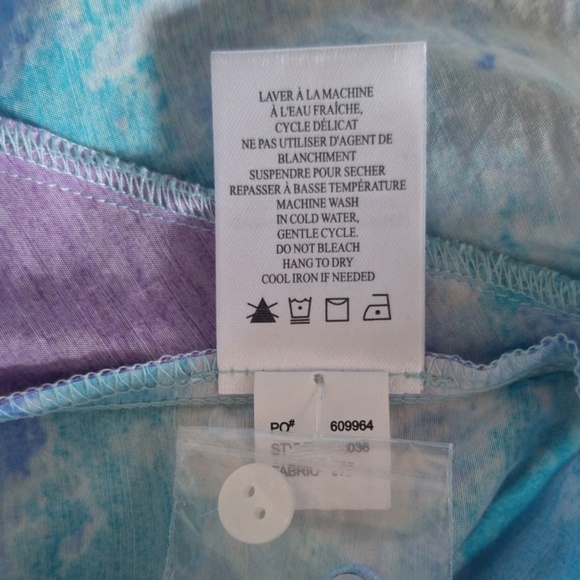 LAVER À LA MACHINE
À L'EAU FRAÎCHE,
CYCLE DÉLICAT
NE PAS UTILISER D'AGENT DE
BLANCHIMENT
SUSPENDRE POUR SECHER
REPASSER À BASSE TEMPÉRATURE
MACHINE WASH
IN COLD WATER,
GENTLE CYCLE.
DO NOT BLEACH
HANG TO DRY
COOL IRON IF NEEDED
PO# 609964